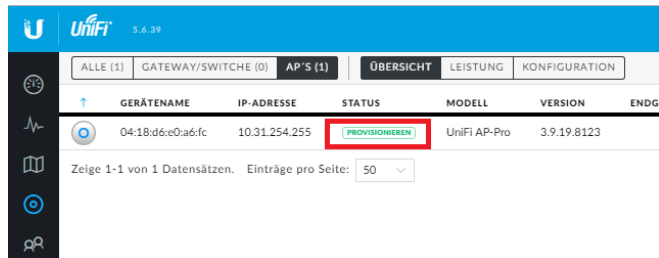 UniFi 5.6.39
ALLE (1) GATEWAY/SWITCHE (0) AP´S (1) ÜBERSICHT LEISTUNG KONFIGURATION
↑ GERÄTENAME IP-ADRESSE STATUS MODELL VERSION ENDG
04:18:d6:e0:a6:fc 10.31.254.255 PROVISIONIEREN UniFi AP-Pro 3.9.19.8123
Zeige 1-1 von 1 Datensätzen. Einträge pro Seite: 50